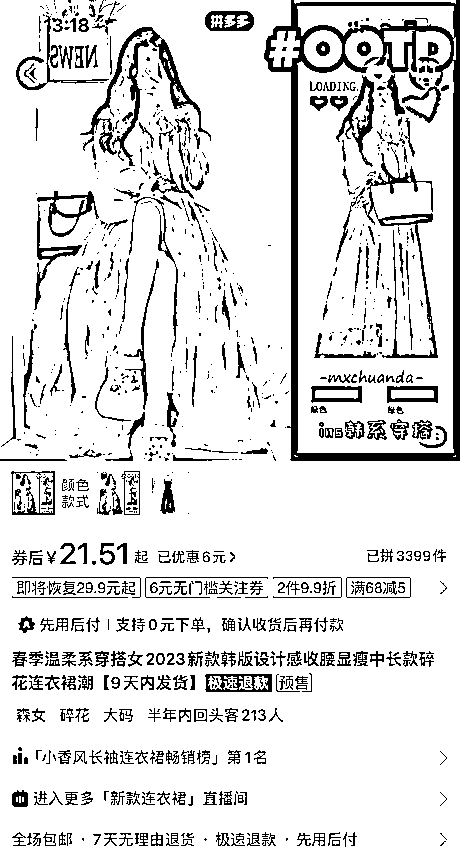 13:18
拼多多
NEWS
#OOTD
LOADING.
-mxchuanda-
绿色
ins韩系穿搭
颜色
款式
券后¥21.51起 已优惠6元 已拼3399件
即将恢复29.9元起 6元无门槛关注券 2件9.9折 满68减5
先用后付 | 支持0元下单，确认收货后再付款
春季温柔系穿搭女2023新款韩版设计感收腰显瘦中长款碎
花连衣裙潮【9天内发货】 极速退款 预售
森女 碎花 大码 半年内回头客213人
「小香风长袖连衣裙畅销榜」第1名
进入更多「新款连衣裙」直播间
全场包邮 · 7天无理由退货 · 极速退款 · 先用后付